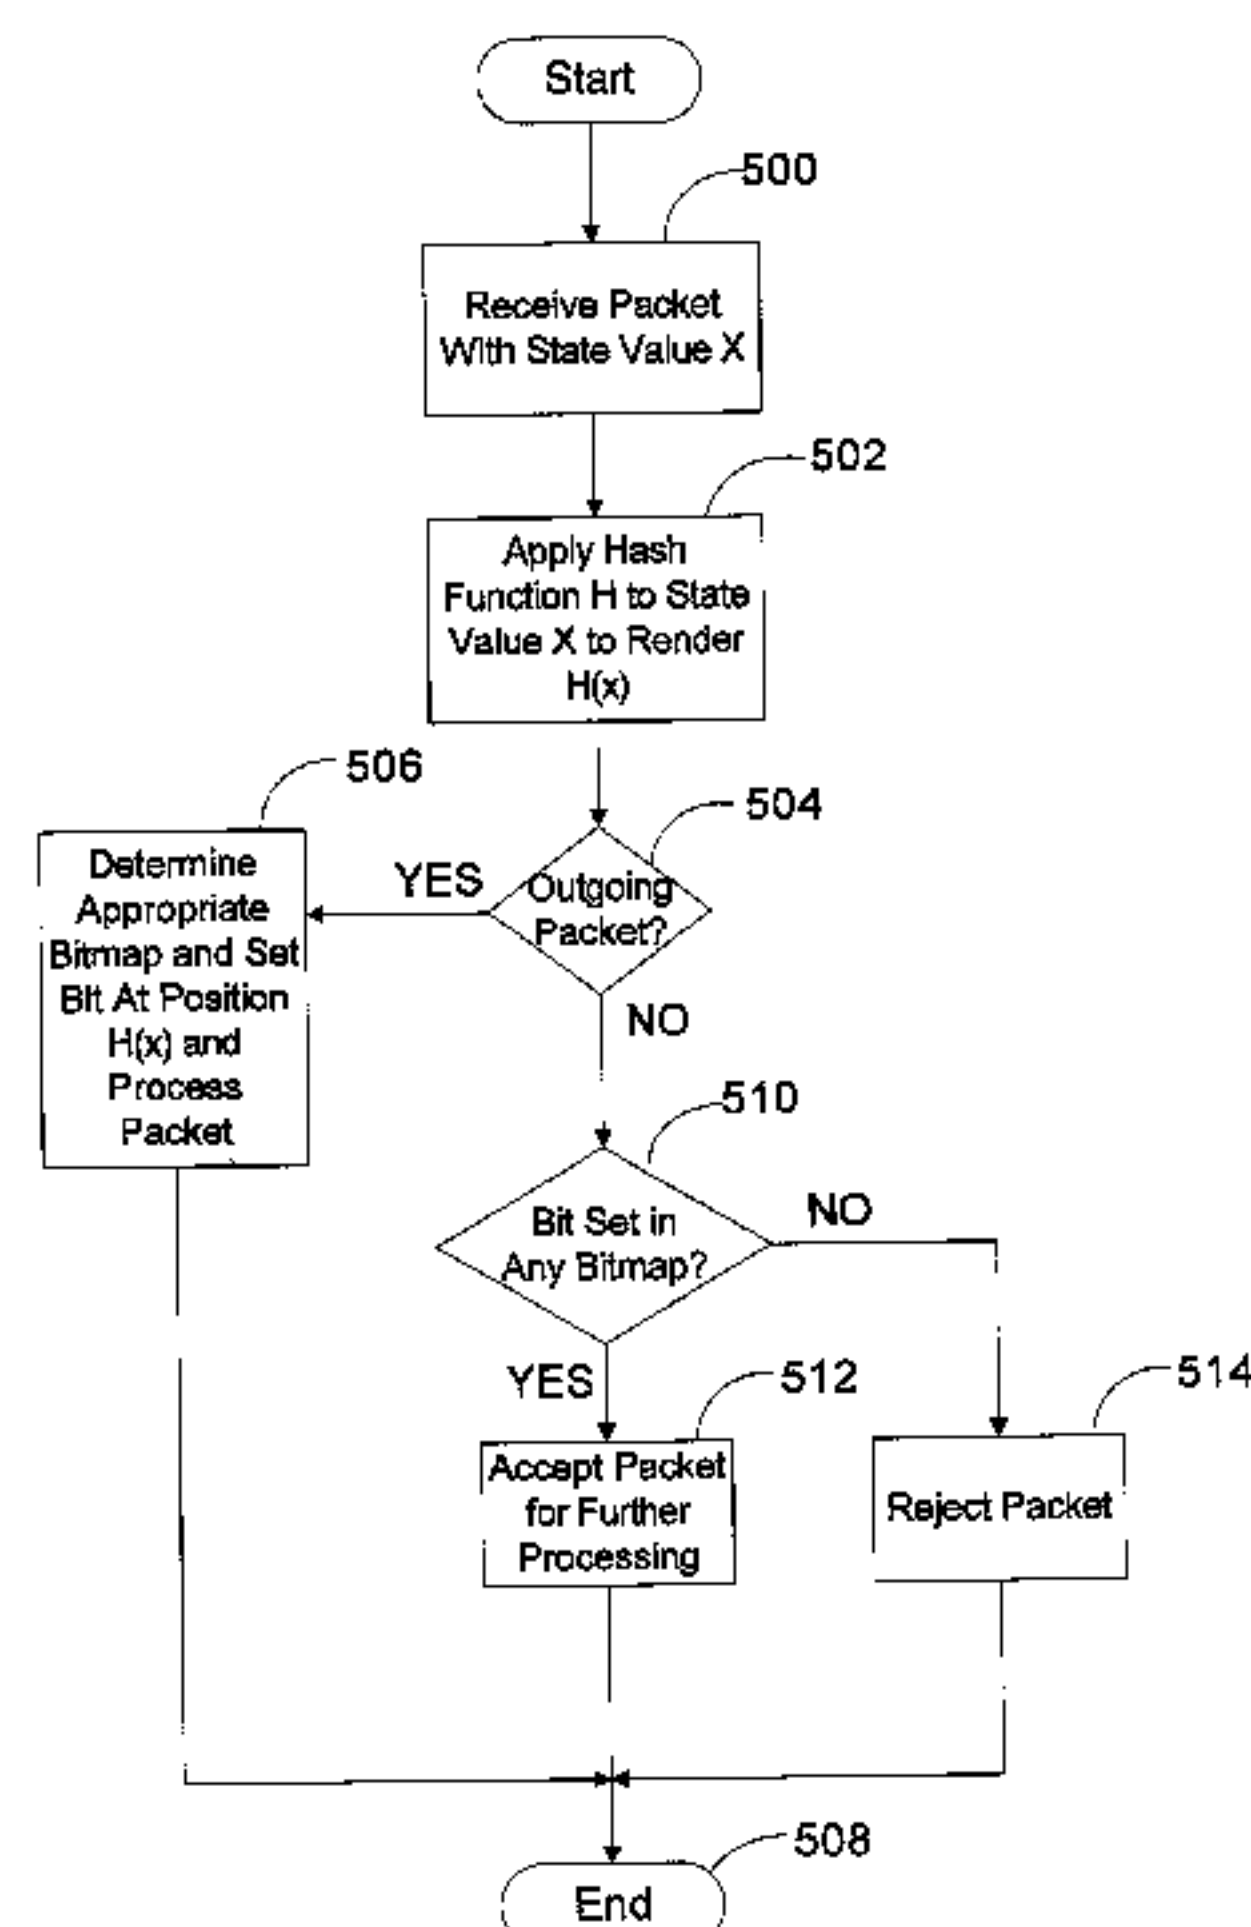 Start
500
Receive Packet
With State Value X
502
Apply Hash
Function H to State
Value X to Render
H(x)
506
504
Determine
Appropriate
Bitmap and Set
Bit At Position
H(x) and
Process
Packet
YES
Outgoing
Packet?
NO
510
Bit Set in
Any Bitmap?
NO
YES
512
514
Accept Packet
for Further
Processing
Reject Packet
508
End